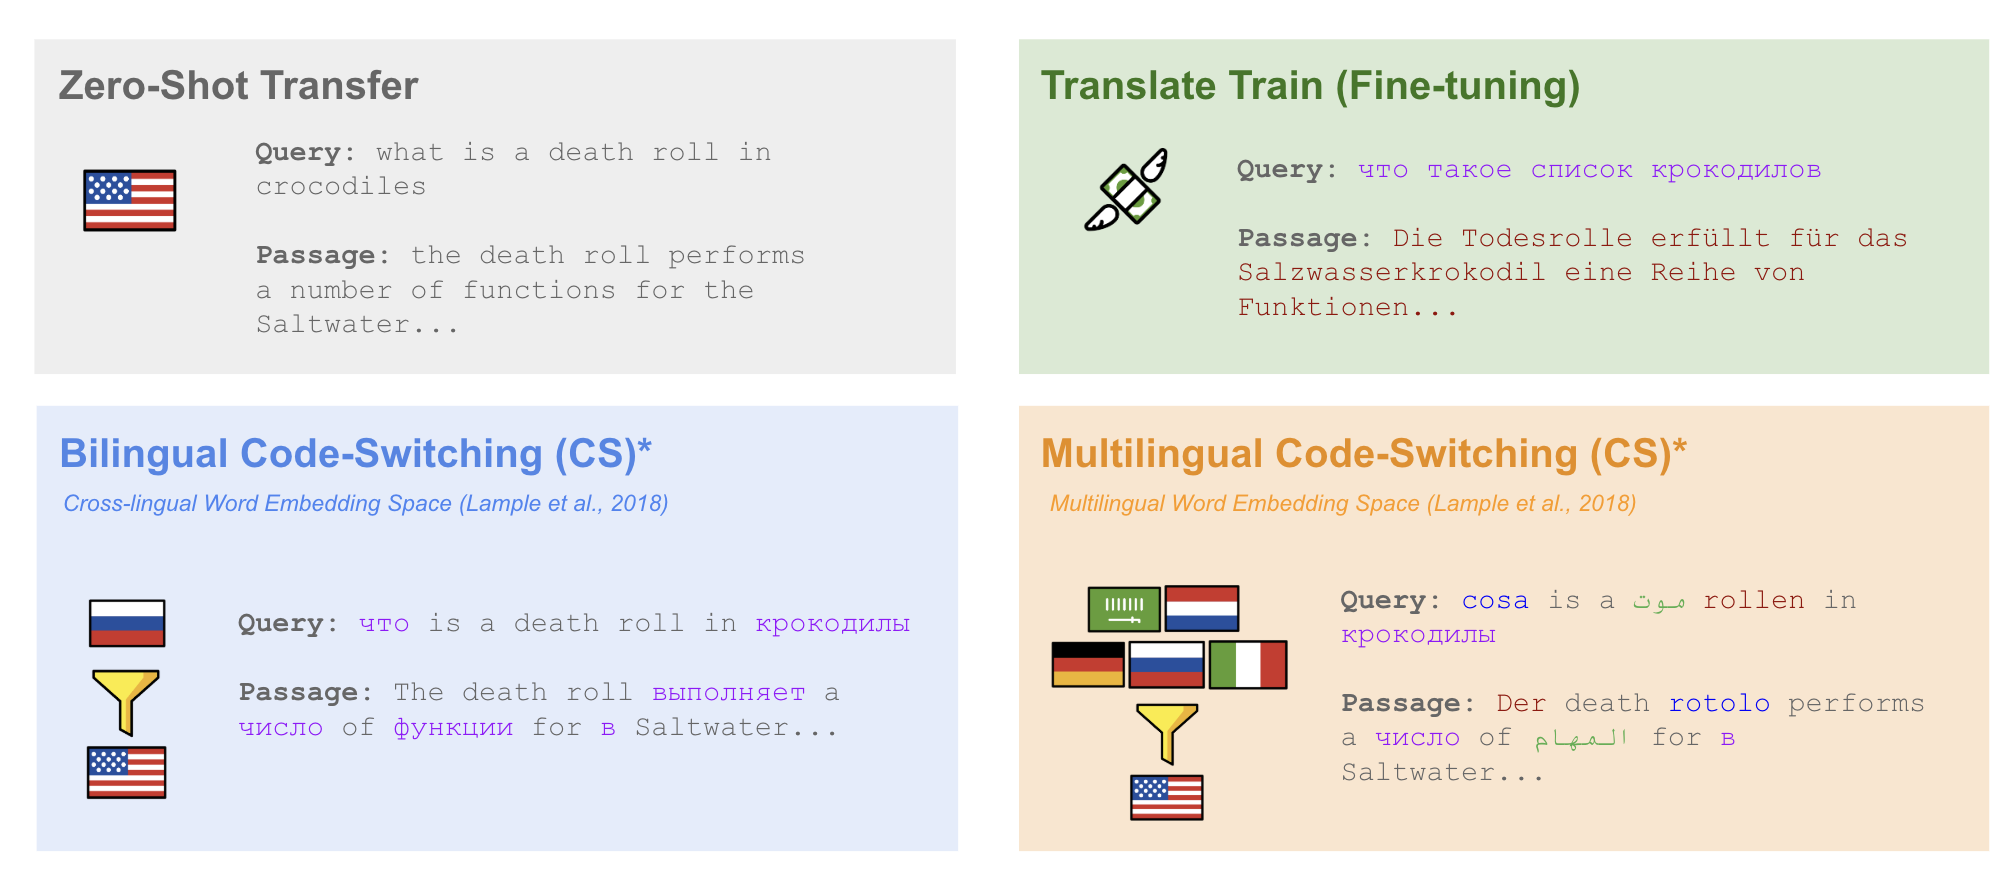 Zero-Shot Transfer
Query: what is a death roll in
crocodiles
Passage: the death roll performs
a number of functions for the
Saltwater...
Translate Train (Fine-tuning)
Query: что такое список крокодилов
Passage: Die Todesrolle erfüllt für das
Salzwasserkrokodil eine Reihe von
Funktionen...
Bilingual Code-Switching (CS)*
Cross-lingual Word Embedding Space (Lample et al., 2018)
Query: что is a death roll in крокодилы
Passage: The death roll выполняет a
число of функции for в Saltwater...
Multilingual Code-Switching (CS)*
Multilingual Word Embedding Space (Lample et al., 2018)
Query: cosa is a موت rollen in
крокодилы
Passage: Der death rotolo performs
a число of المهام for в
Saltwater...